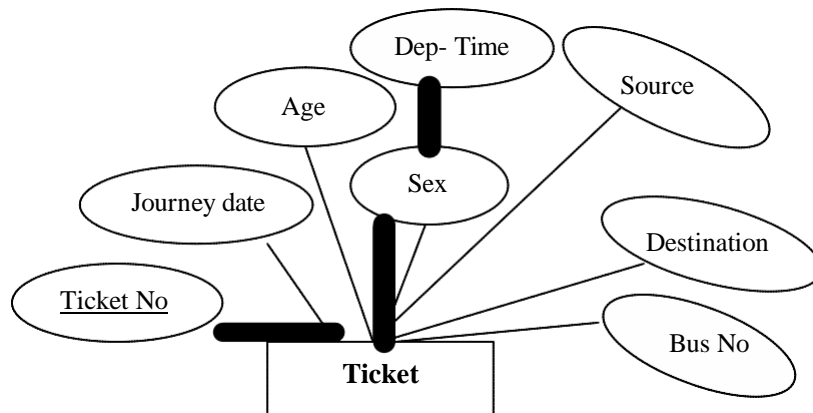 Dep- Time
Source
Age
Sex
Journey date
Destination
Ticket No
Bus No
Ticket